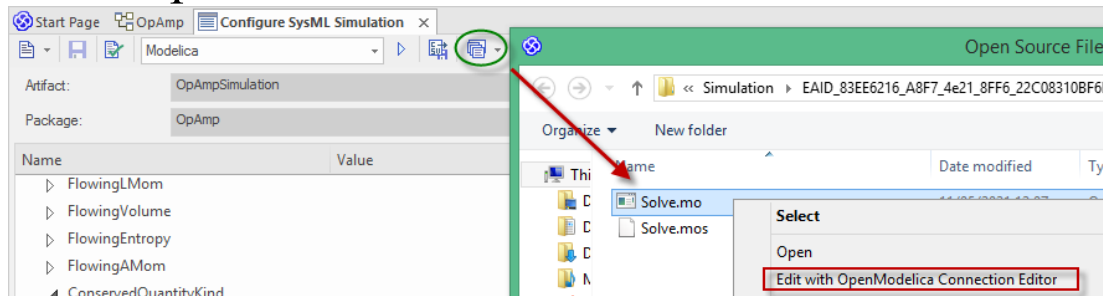 Start Page OpAmp Configure SysML Simulation
Modelica
Artifact: OpAmpSimulation
Package: OpAmp
Name Value
FlowingLMom
FlowingVolume
FlowingEntropy
FlowingAMom
ConservedQuantityKind
Open Source File
« Simulation EAID_83EE6216_A8F7_4e21_8FF6_22C08310BF6
Organize New folder
Name Date modified Ty
Thi
D
Solve.mo
D
Solve.mos
D
M
Select
Open
Edit with OpenModelica Connection Editor